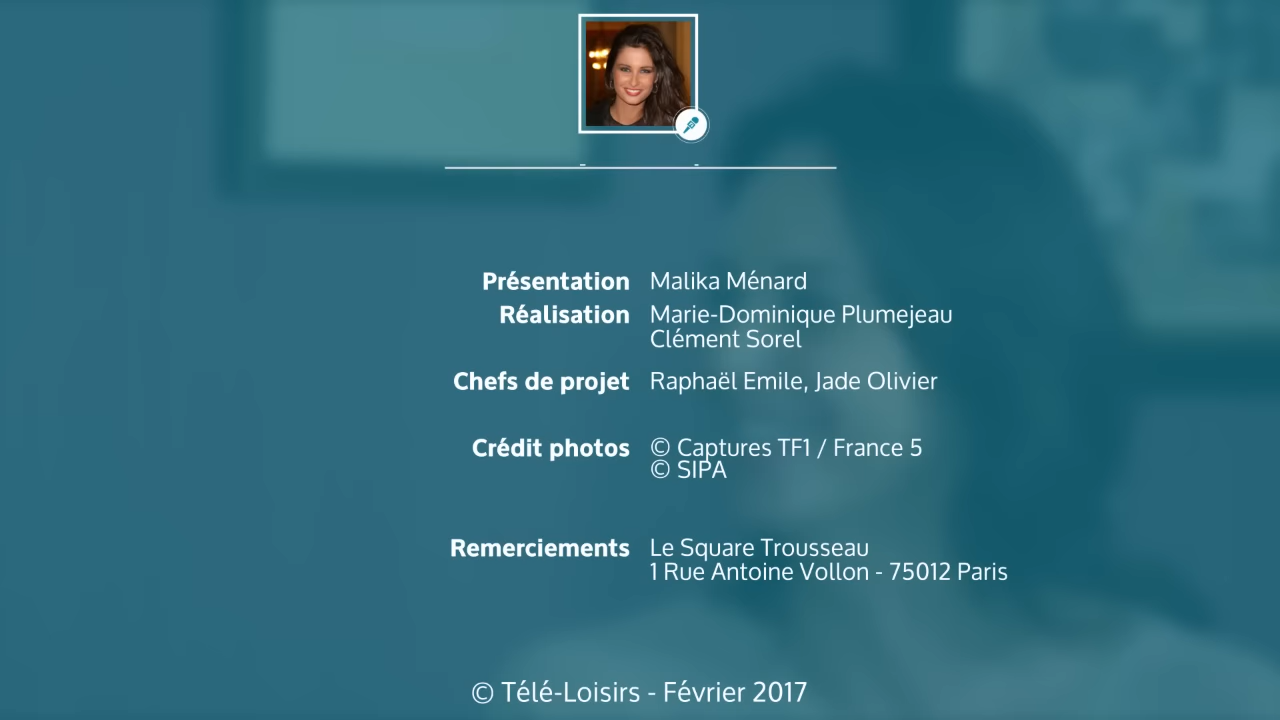 Présentation Malika Ménard
Réalisation Marie-Dominique Plumejeau
Clément Sorel
Chefs de projet Raphaël Emile, Jade Olivier
Crédit photos © Captures TF1 / France 5
© SIPA
Remerciements Le Square Trousseau
1 Rue Antoine Vollon - 75012 Paris
© Télé-Loisirs - Février 2017